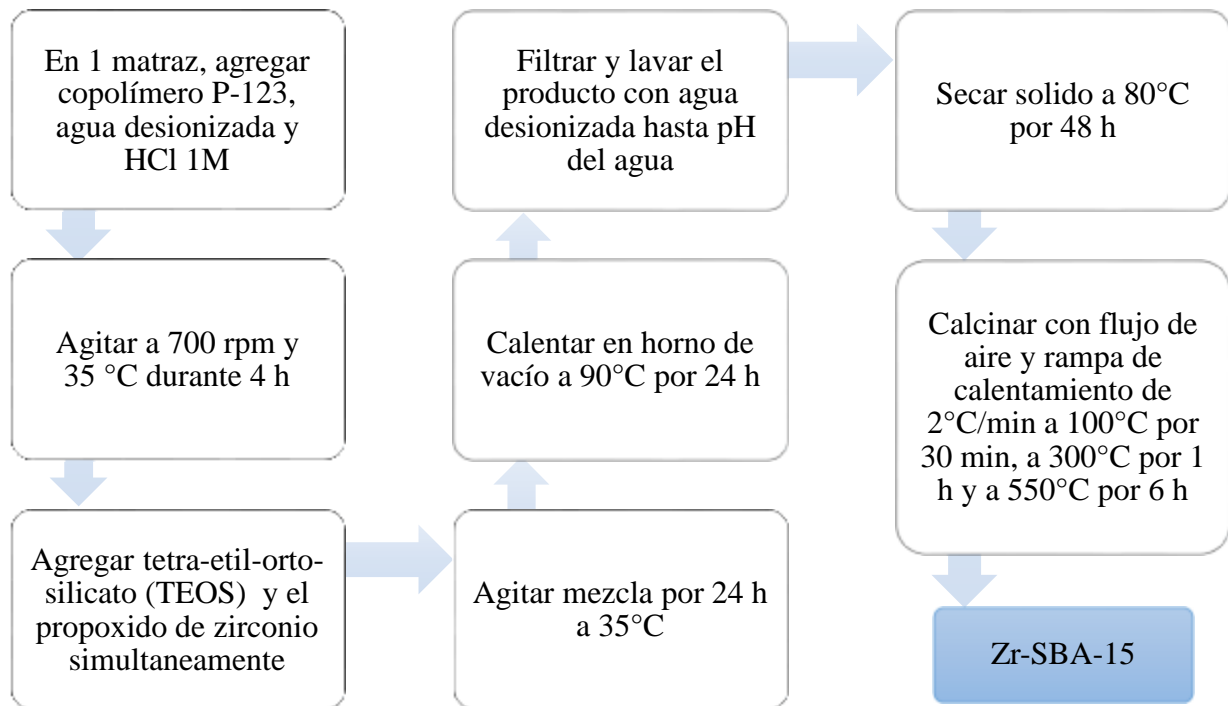 En 1 matraz, agregar
copolímero P-123,
agua desionizada y
HCl 1M
Agitar a 700 rpm y
35 °C durante 4 h
Agregar tetra-etil-orto-
silicato (TEOS) y el
propoxido de zirconio
simultaneamente
Agitar mezcla por 24 h
a 35°C
Calentar en horno de
vacío a 90°C por 24 h
Filtrar y lavar el
producto con agua
desionizada hasta pH
del agua
Secar solido a 80°C
por 48 h
Calcinar con flujo de
aire y rampa de
calentamiento de
2°C/min a 100°C por
30 min, a 300°C por 1
h y a 550°C por 6 h
Zr-SBA-15